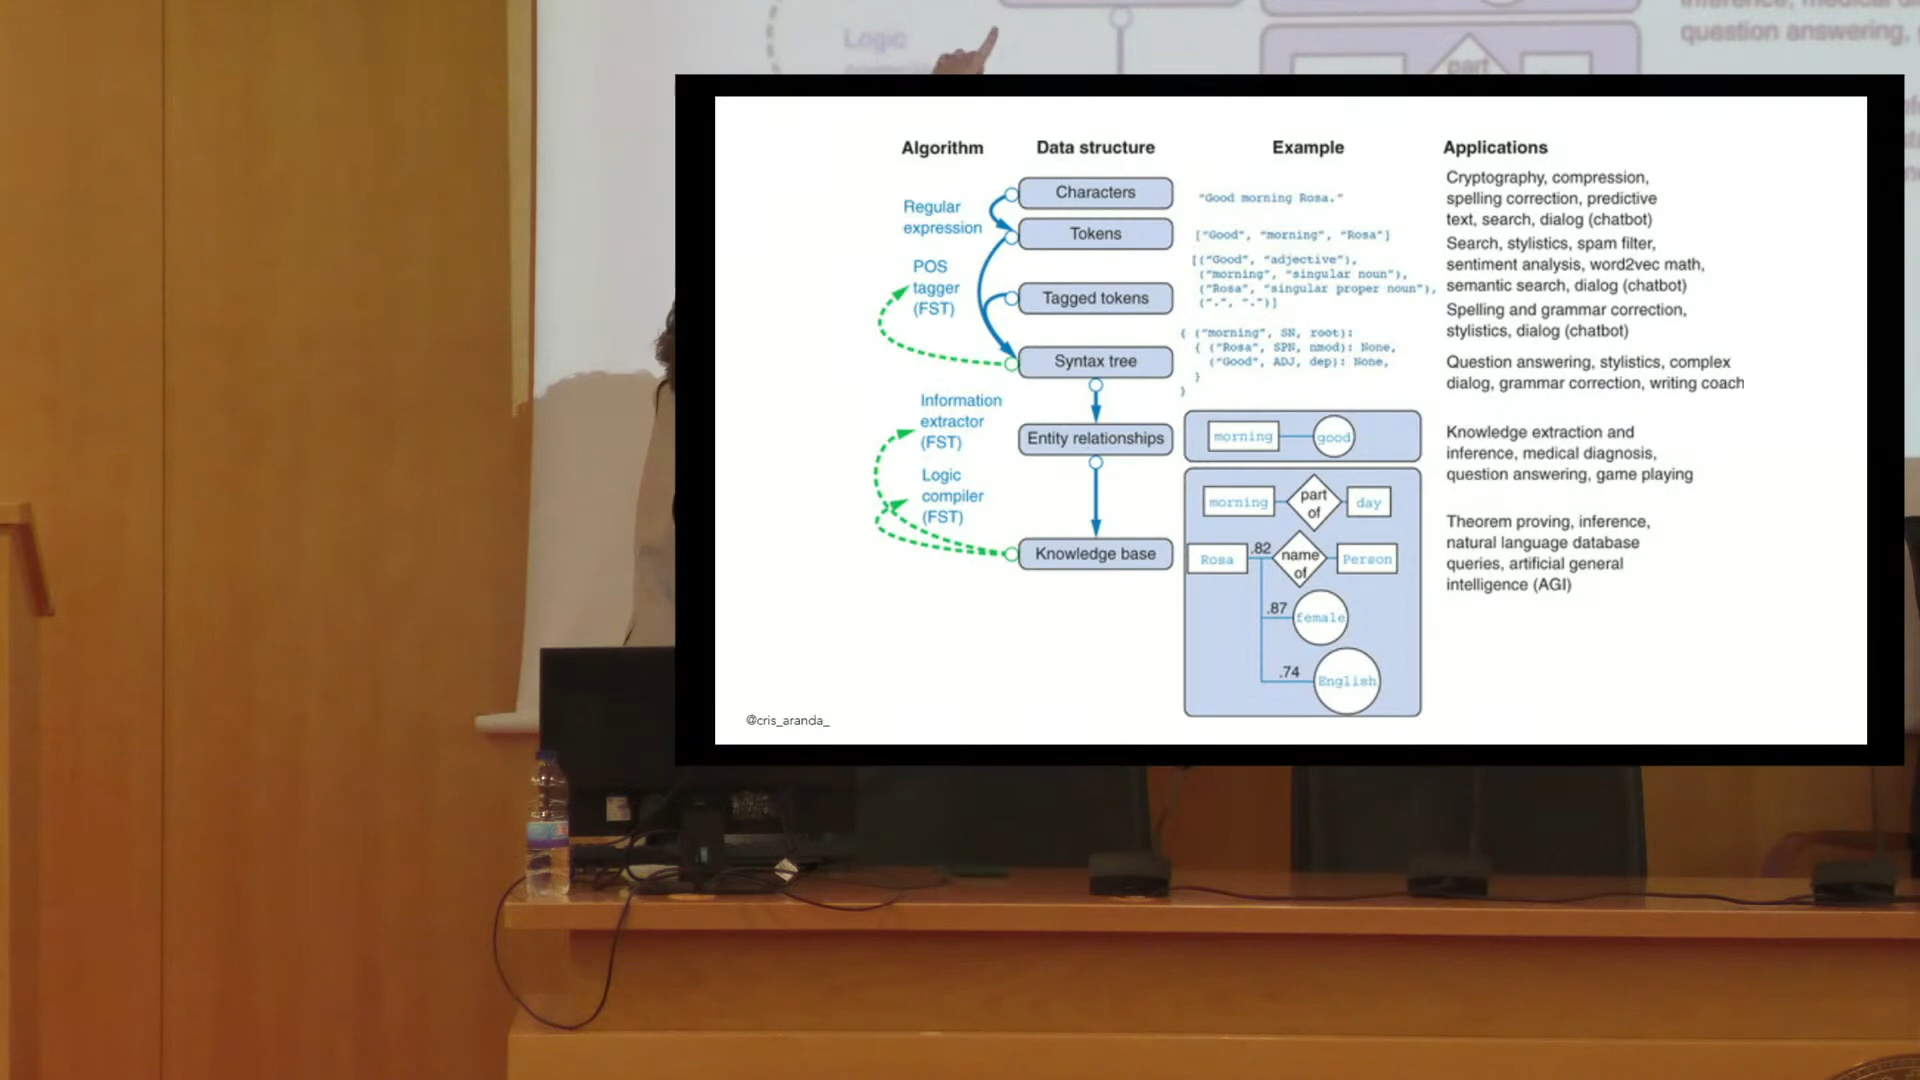 Logic
part
question answering,
Algorithm
Data structure
Example
Applications
Regular
expression
POS
tagger
(FST)
Information
extractor
(FST)
Logic
compiler
(FST)
Characters
Tokens
Tagged tokens
Syntax tree
Entity relationships
Knowledge base
"Good morning Rosa."
["Good", "morning", "Rosa"]
[("Good", "adjective"),
("morning", "singular noun"),
("Rosa", "singular proper noun"),
(".", ".")]
{ ("morning", SN, root):
{ ("Rosa", SPN, nmod): None,
("Good", ADJ, dep): None,
}
}
morning good
morning part of day
Rosa .82 name of Person
.87 female
.74 English
Cryptography, compression,
spelling correction, predictive
text, search, dialog (chatbot)
Search, stylistics, spam filter,
sentiment analysis, word2vec math,
semantic search, dialog (chatbot)
Spelling and grammar correction,
stylistics, dialog (chatbot)
Question answering, stylistics, complex
dialog, grammar correction, writing coach
Knowledge extraction and
inference, medical diagnosis,
question answering, game playing
Theorem proving, inference,
natural language database
queries, artificial general
intelligence (AGI)
@cris_aranda_